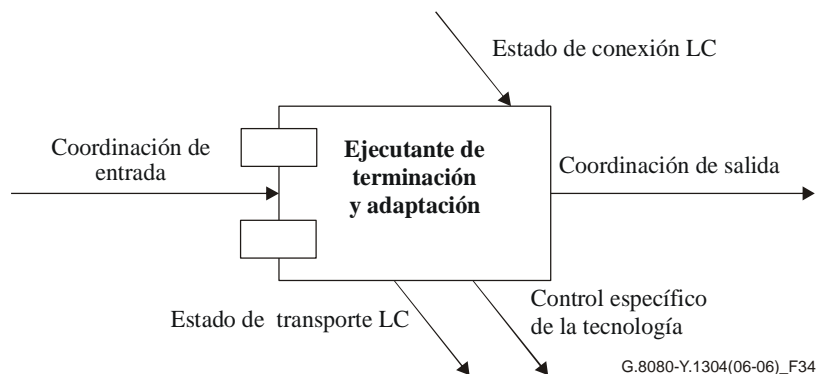 Estado de conexión LC
Coordinación de
entrada
Ejecutante de
terminación
y adaptación
Coordinación de salida
Estado de transporte LC
Control específico
de la tecnología
G.8080-Y.1304(06-06)_F34